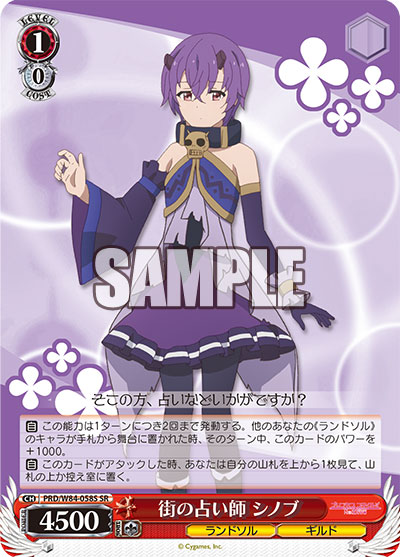 LEVEL
1
0
COST
SAMPLE
そこの方、占いなどいかがですか？
自 この能力は1ターンにつき2回まで発動する。他のあなたの《ランドソル》
のキャラが手札から舞台に置かれた時、そのターン中、このカードのパワーを
+1000。
自 このカードがアタックした時、あなたは自分の山札を上から1枚見て、山
札の上か控え室に置く。
CH PRD/W84-058S SR
POWER
4500
街の占い師 シノブ
ランドソル
ギルド
© Cygames, Inc.